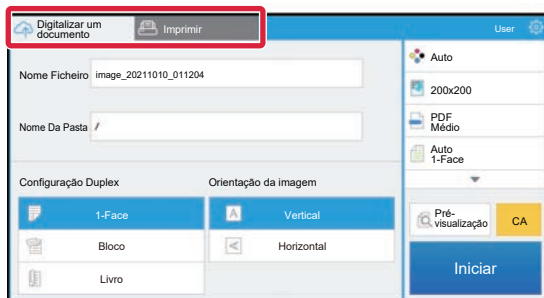 Digitalizar um
documento
Imprimir
User
Nome Ficheiro image_20211010_011204
Nome Da Pasta /
Configuração Duplex
Orientação da imagem
1-Face
A Vertical
Bloco
Horizontal
Livro
Auto
200x200
PDF
Médio
Auto
1-Face
Pré-
visualização
CA
Iniciar